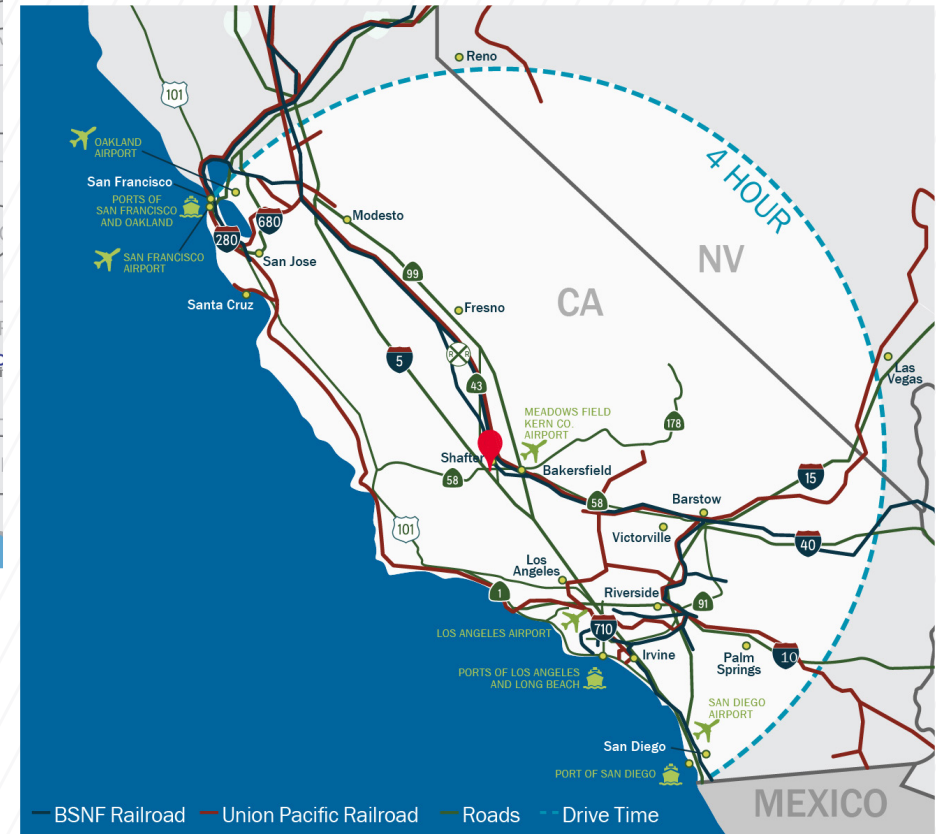 Reno
101
OAKLAND
AIRPORT
4 HOUR
San Francisco
PORTS OF
SAN FRANCISCO
AND OAKLAND
680
Modesto
280
NV
SAN FRANCISCO
AIRPORT
San Jose
99
CA
Santa Cruz
Fresno
5
R R
Las
Vegas
43
MEADOWS FIELD
KERN CO.
AIRPORT
178
Shafter
58
Bakersfield
15
58
Barstow
101
Victorville
40
Los
Angeles
1
Riverside
91
LOS ANGELES AIRPORT
710
Irvine
Palm
Springs
10
PORTS OF LOS ANGELES
AND LONG BEACH
SAN DIEGO
AIRPORT
San Diego
PORT OF SAN DIEGO
MEXICO
BSNF Railroad
Union Pacific Railroad
Roads
Drive Time